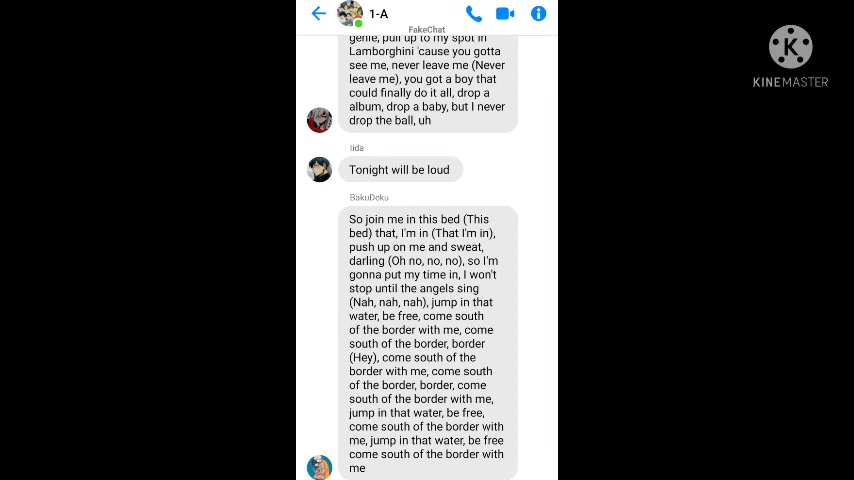 1-A
FakeChat
genie, pull up to my spot in
Lamborghini 'cause you gotta
see me, never leave me (Never
leave me), you got a boy that
could finally do it all, drop a
album, drop a baby, but I never
drop the ball, uh
Iida
Tonight will be loud
BakuDeku
So join me in this bed (This
bed) that, I'm in (That I'm in),
push up on me and sweat,
darling (Oh no, no, no), so I'm
gonna put my time in, I won't
stop until the angels sing
(Nah, nah, nah), jump in that
water, be free, come south
of the border with me, come
south of the border, border
(Hey), come south of the
border with me, come south
of the border, border, come
south of the border with me,
jump in that water, be free,
come south of the border with
me, jump in that water, be free
come south of the border with
me
K
KINEMASTER